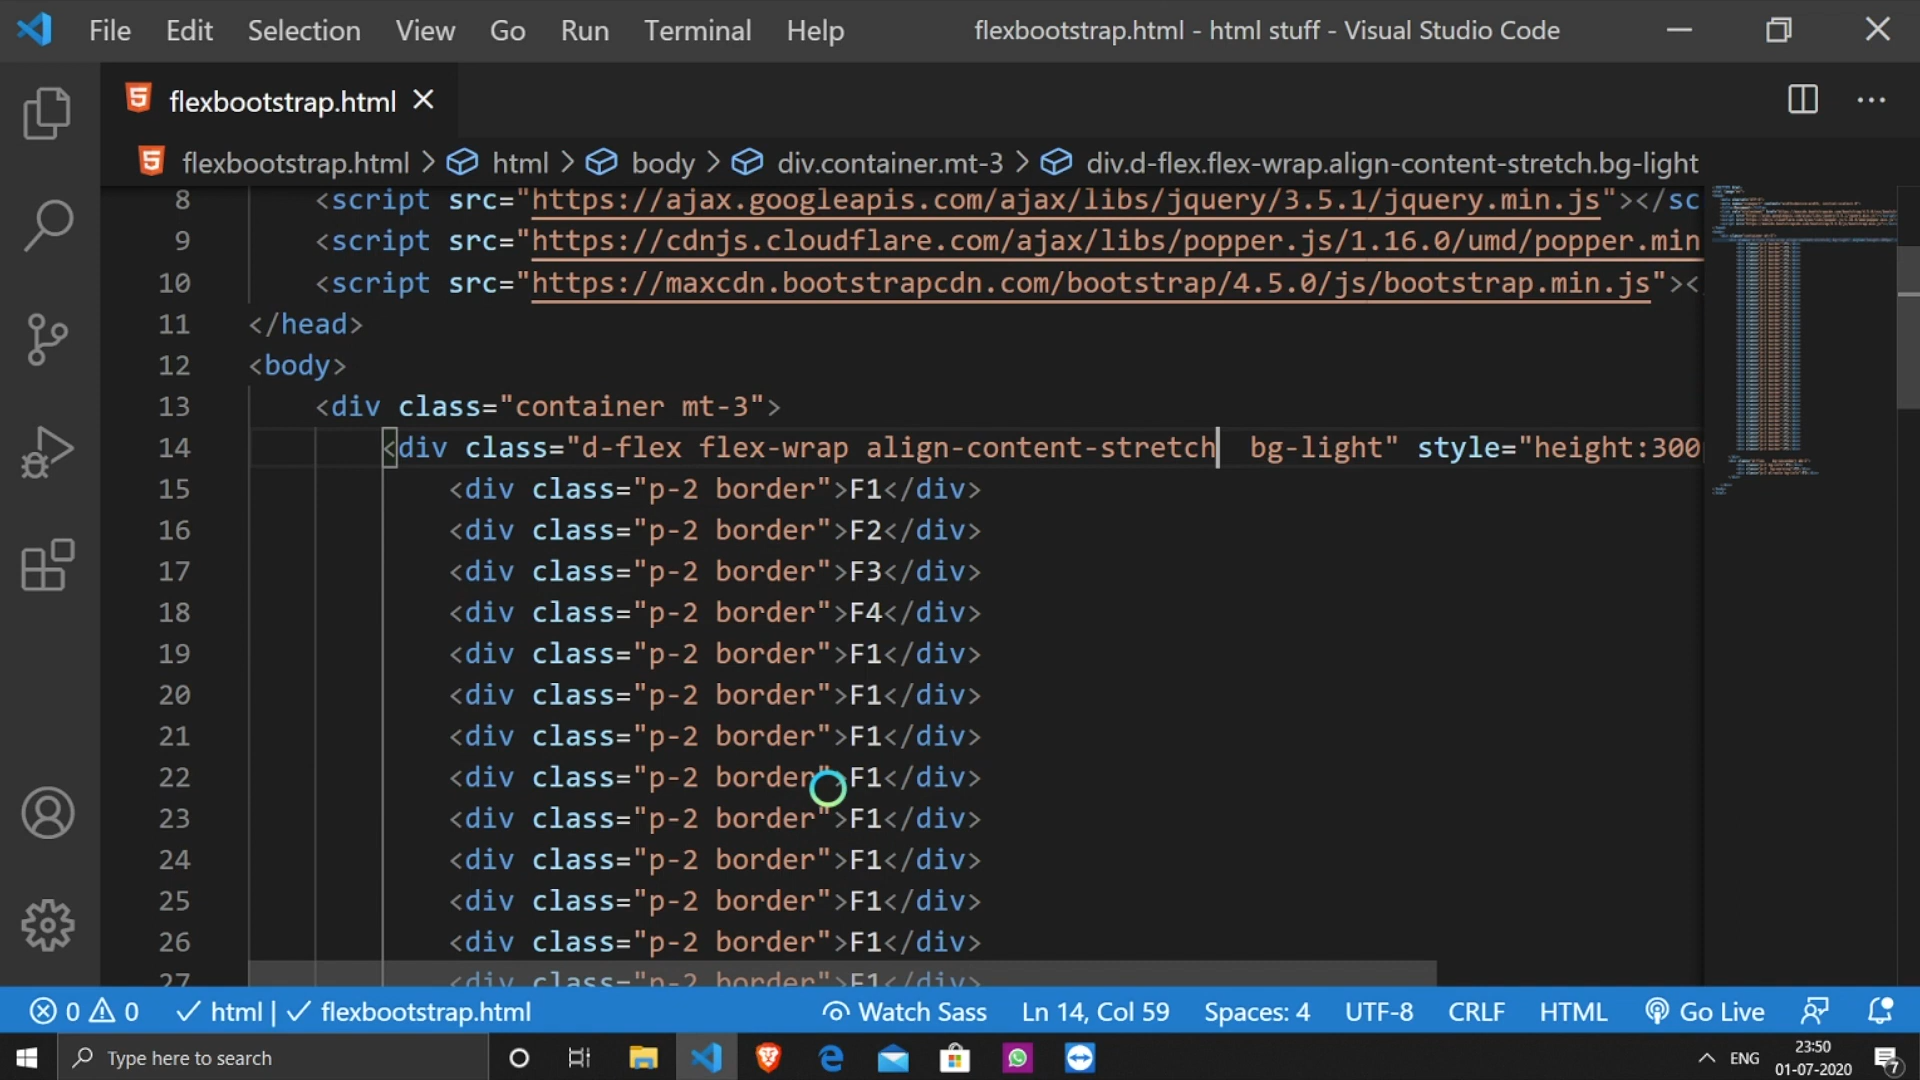 File Edit Selection View Go Run Terminal Help flexbootstrap.html - html stuff - Visual Studio Code
flexbootstrap.html
flexbootstrap.html > html > body > div.container.mt-3 > div.d-flex.flex-wrap.align-content-stretch.bg-light
8 <script src="https://ajax.googleapis.com/ajax/libs/jquery/3.5.1/jquery.min.js"></sc
9 <script src="https://cdnjs.cloudflare.com/ajax/libs/popper.js/1.16.0/umd/popper.min
10 <script src="https://maxcdn.bootstrapcdn.com/bootstrap/4.5.0/js/bootstrap.min.js"><
11 </head>
12 <body>
13 <div class="container mt-3">
14 <div class="d-flex flex-wrap align-content-stretch  bg-light" style="height:300
15 <div class="p-2 border">F1</div>
16 <div class="p-2 border">F2</div>
17 <div class="p-2 border">F3</div>
18 <div class="p-2 border">F4</div>
19 <div class="p-2 border">F1</div>
20 <div class="p-2 border">F1</div>
21 <div class="p-2 border">F1</div>
22 <div class="p-2 border">F1</div>
23 <div class="p-2 border">F1</div>
24 <div class="p-2 border">F1</div>
25 <div class="p-2 border">F1</div>
26 <div class="p-2 border">F1</div>
27 <div class="p-2 border">F1</div>
0 0 html | flexbootstrap.html Watch Sass Ln 14, Col 59 Spaces: 4 UTF-8 CRLF HTML Go Live
Type here to search ENG 23:50
01-07-2020 7